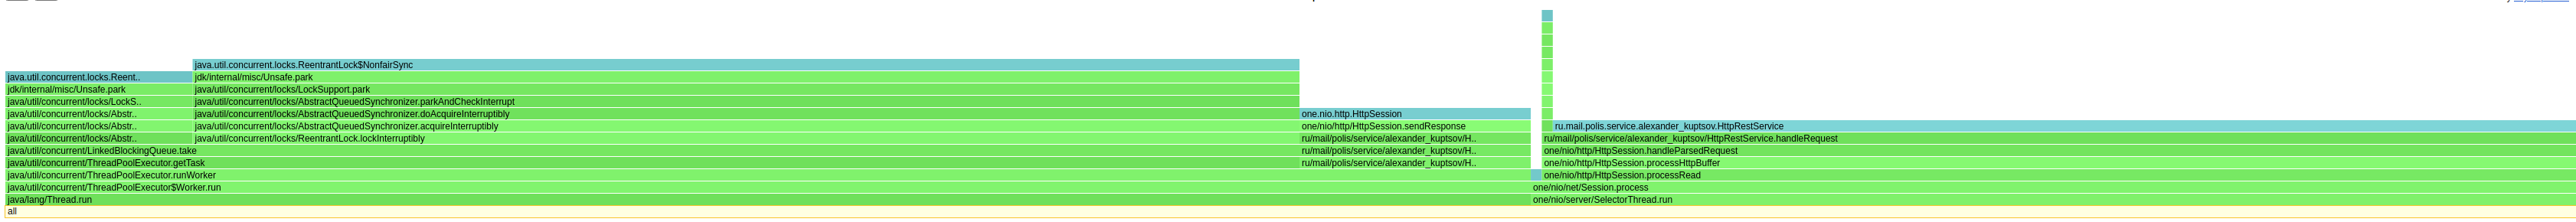 java.util.concurrent.locks.ReentrantLock$NonfairSync
java.util.concurrent.locks.Reent.. jdk/internal/misc/Unsafe.park
jdk/internal/misc/Unsafe.park java/util/concurrent/locks/LockSupport.park
java/util/concurrent/locks/LockS.. java/util/concurrent/locks/AbstractQueuedSynchronizer.parkAndCheckInterrupt
java/util/concurrent/locks/Abstr.. java/util/concurrent/locks/AbstractQueuedSynchronizer.doAcquireInterruptibly one.nio.http.HttpSession
java/util/concurrent/locks/Abstr.. java/util/concurrent/locks/AbstractQueuedSynchronizer.acquireInterruptibly one/nio/http/HttpSession.sendResponse ru.mail.polis.service.alexander_kuptsov.HttpRestService
java/util/concurrent/locks/Abstr.. java/util/concurrent/locks/ReentrantLock.lockInterruptibly ru/mail/polis/service/alexander_kuptsov/H.. ru/mail/polis/service/alexander_kuptsov/HttpRestService.handleRequest
java/util/concurrent/LinkedBlockingQueue.take ru/mail/polis/service/alexander_kuptsov/H.. one/nio/http/HttpSession.handleParsedRequest
java/util/concurrent/ThreadPoolExecutor.getTask ru/mail/polis/service/alexander_kuptsov/H.. one/nio/http/HttpSession.processHttpBuffer
java/util/concurrent/ThreadPoolExecutor.runWorker one/nio/http/HttpSession.processRead
java/util/concurrent/ThreadPoolExecutor$Worker.run one/nio/net/Session.process
java/lang/Thread.run one/nio/server/SelectorThread.run
all